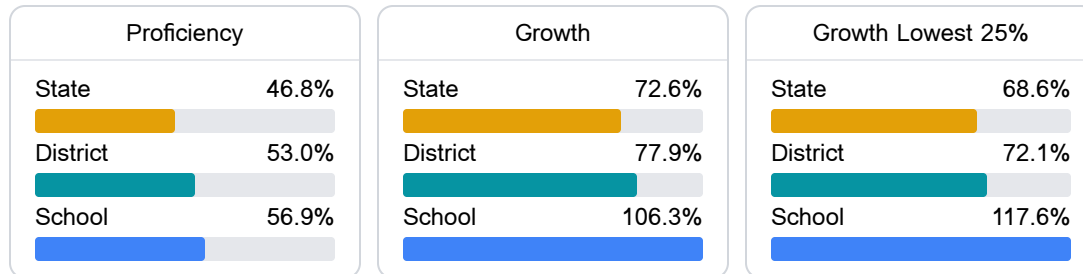 Proficiency
State 46.8%
District 53.0%
School 56.9%
Growth
State 72.6%
District 77.9%
School 106.3%
Growth Lowest 25%
State 68.6%
District 72.1%
School 117.6%